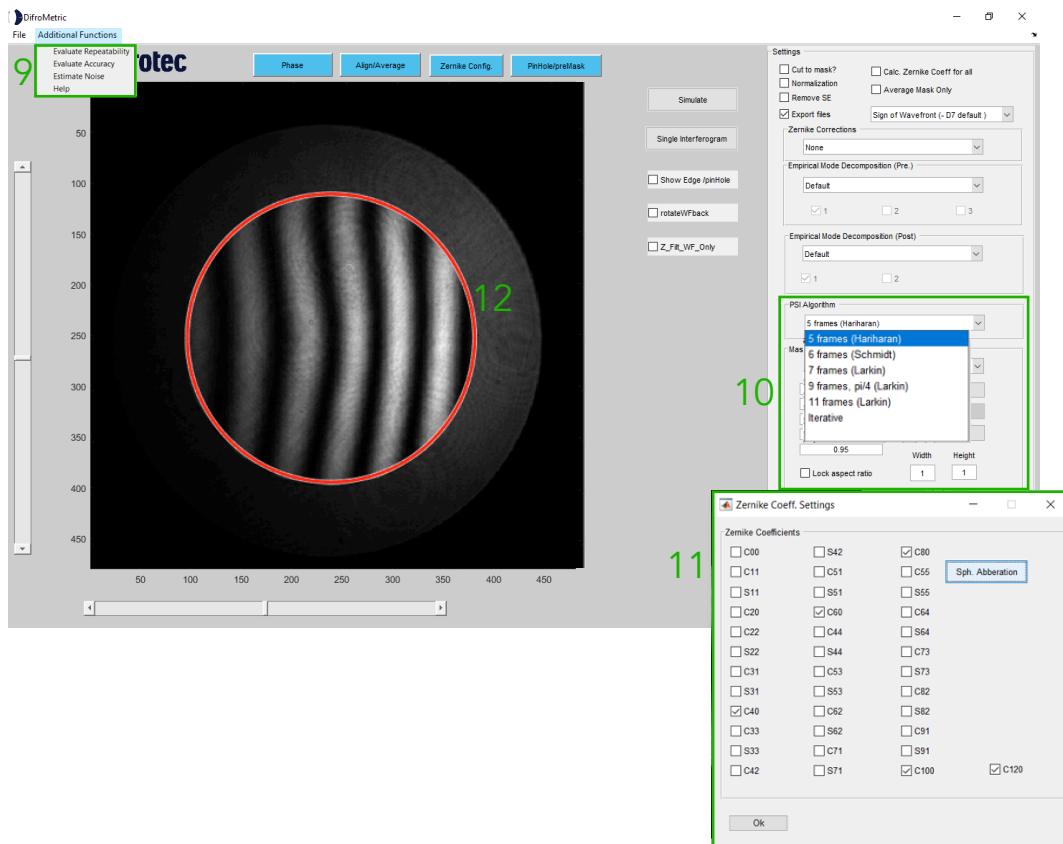 DifroMetric
File Additional Functions
9
Evaluate Repeatability
Evaluate Accuracy
Estimate Noise
Help
otec
Phase
Align/Average
Zernike Config.
PinHole/preMask
50
100
150
200
250
300
350
400
450
50 100 150 200 250 300 350 400 450
12
Simulate
Single Interferogram
Show Edge /pinHole
rotateWFback
Z_Filt_WF_Only
Settings
Cut to mask?
Calc. Zernike Coeff for all
Normalization
Average Mask Only
Remove SE
Export files
Sign of Wavefront (- D7 default )
Zernike Corrections
None
Empirical Mode Decomposition (Pre.)
Default
1 2 3
Empirical Mode Decomposition (Post)
Default
1 2
10
PSI Algorithm
5 frames (Hariharan)
Mas
5 frames (Hariharan)
6 frames (Schmidt)
7 frames (Larkin)
9 frames, pi/4 (Larkin)
11 frames (Larkin)
Iterative
0.95
Width Height
Lock aspect ratio
1 1
11
Zernike Coeff. Settings
Zernike Coefficients
C00 S42 C80
C11 C51 C55 Sph. Abberation
S11 S51 S55
C20 C60 C64
C22 C44 S64
S22 S44 C73
C31 C53 S73
S31 S53 C82
C40 C62 S82
C33 S62 C91
S33 C71 S91
C42 S71 C100 C120
Ok